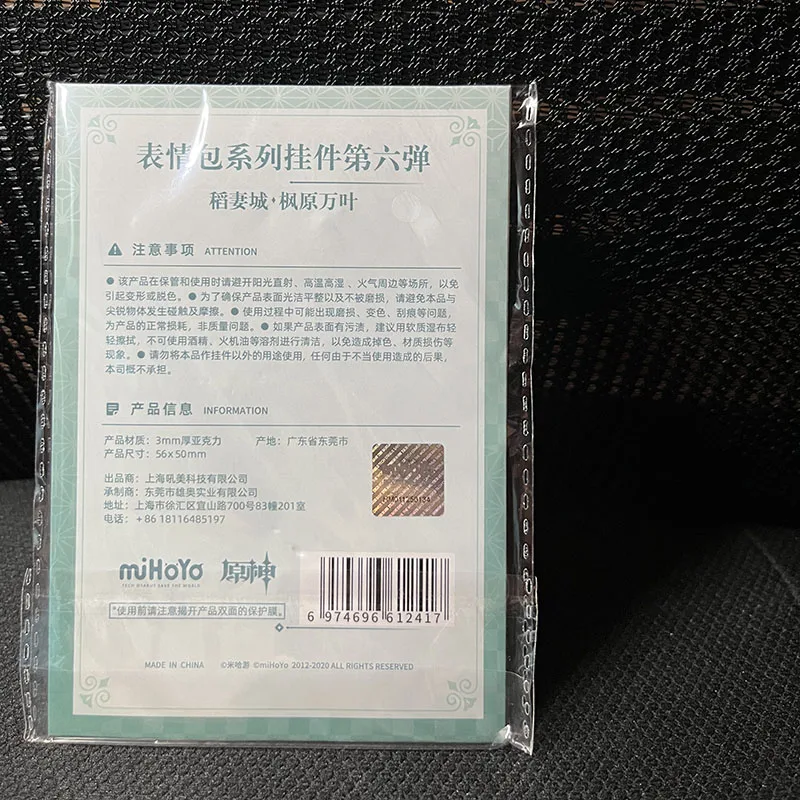 表情包系列挂件第六弹
稻妻城·枫原万叶
注意事项 ATTENTION
● 该产品在保管和使用时请避开阳光直射、高温高湿、火气周边等场所，以免
引起变形或脱色。● 为了确保产品表面光洁平整以及不被磨损，请避免本品与
尖锐物体发生碰触及摩擦。● 使用过程中可能出现磨损、变色、刮痕等问题，
为产品的正常损耗，非质量问题。● 如果产品表面有污渍，建议用软质湿布轻
轻擦拭，不可使用酒精、火机油等溶剂进行清洁，以免造成掉色、材质损伤等
现象。● 请勿将本品作挂件以外的用途使用，任何由于不当使用造成的后果，
本司概不承担。
产品信息 INFORMATION
产品材质：3mm厚亚克力 产地：广东省东莞市
产品尺寸：56x50mm
出品商：上海吼美科技有限公司
承制商：东莞市雄奥实业有限公司
地址：上海市徐汇区宜山路700号83幢201室
电话：+86 18116485197
miHoYo 原神
TECH OTAKUS SAVE THE WORLD
*使用前请注意揭开产品双面的保护膜。
6 974696 612417
MADE IN CHINA ©米哈游 ©miHoYo 2012-2020 ALL RIGHTS RESERVED